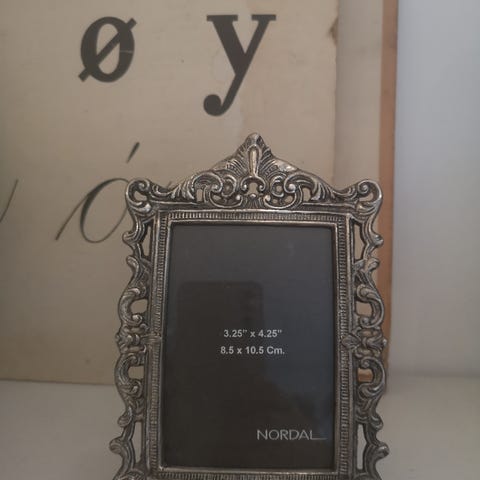 ø y
ó
3.25" x 4.25"
8.5 x 10.5 Cm.
NORDAL